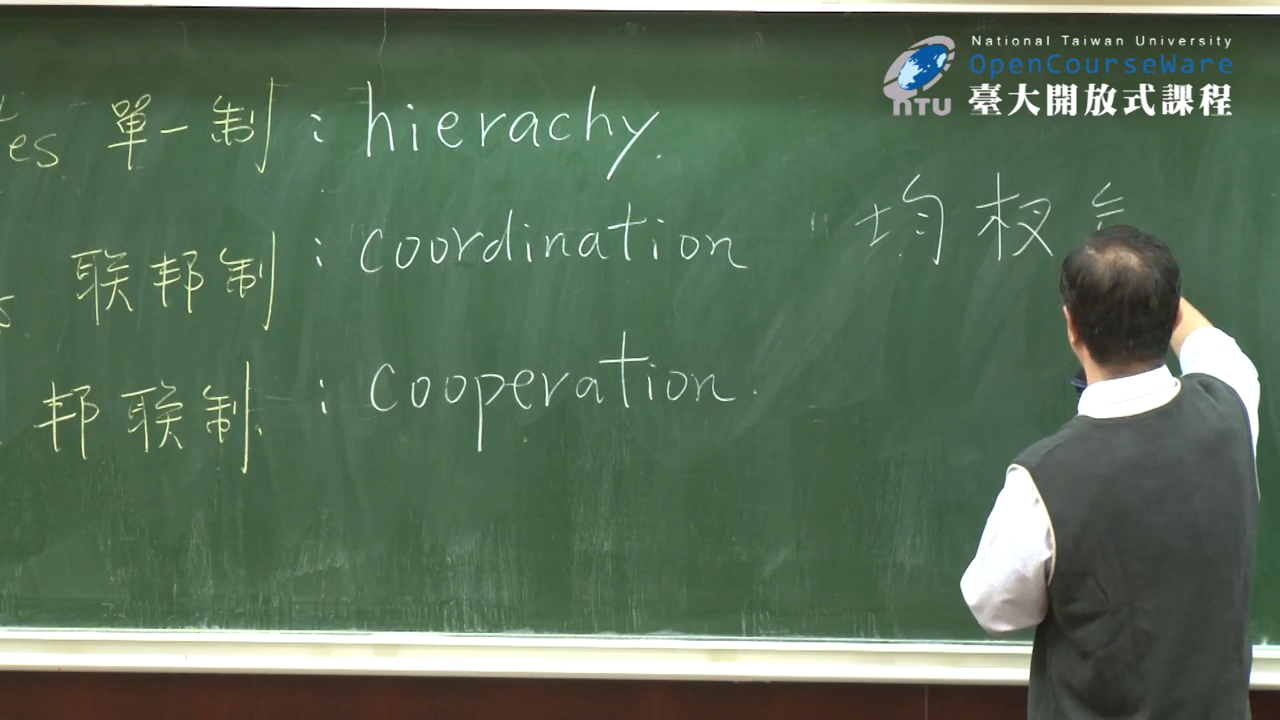 National Taiwan University
OpenCourseWare
NTU 臺大開放式課程
es 單一制 : hierachy.
联邦制 : coordination " 均权
邦联制 : cooperation.